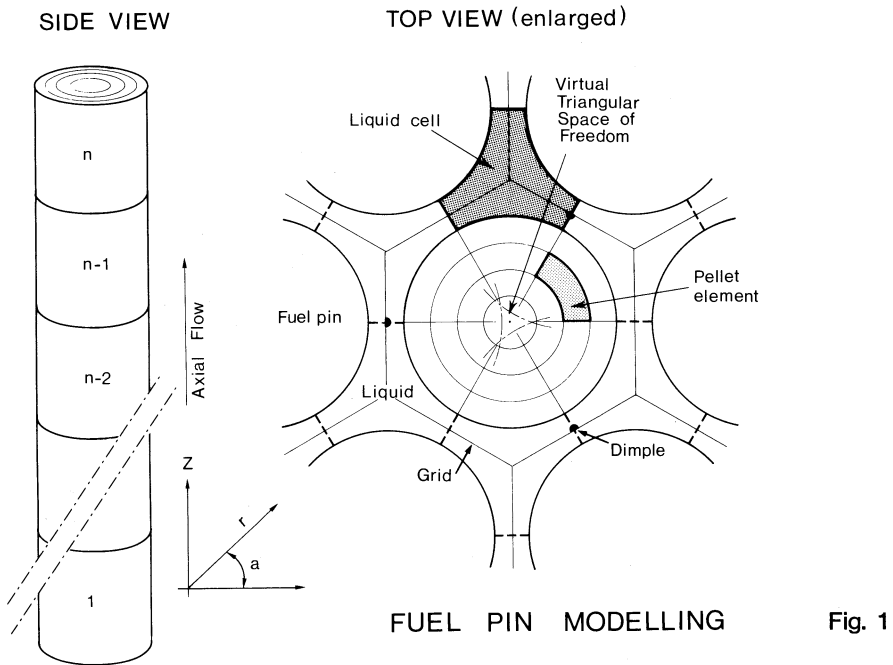 SIDE VIEW
TOP VIEW (enlarged)
n
n-1
n-2
1
Axial Flow
Z
r
a
Virtual
Triangular
Space of
Freedom
Liquid cell
Pellet
element
Fuel pin
Liquid
Dimple
Grid
FUEL PIN MODELLING
Fig. 1